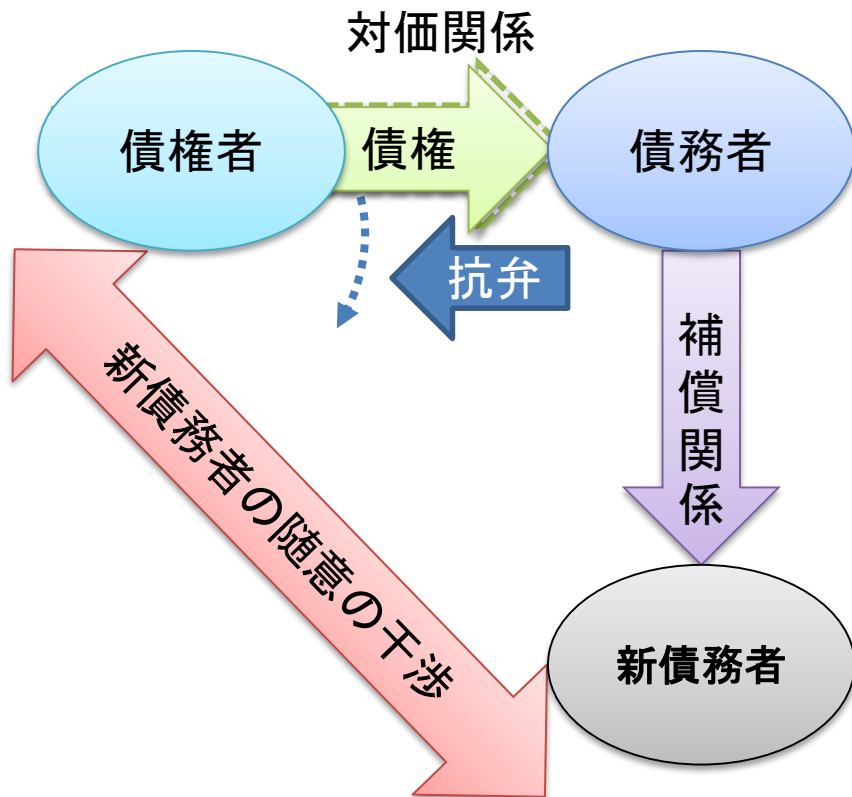 対価関係
債権者
債権
債務者
抗弁
補償関係
新債務者の随意の干渉
新債務者